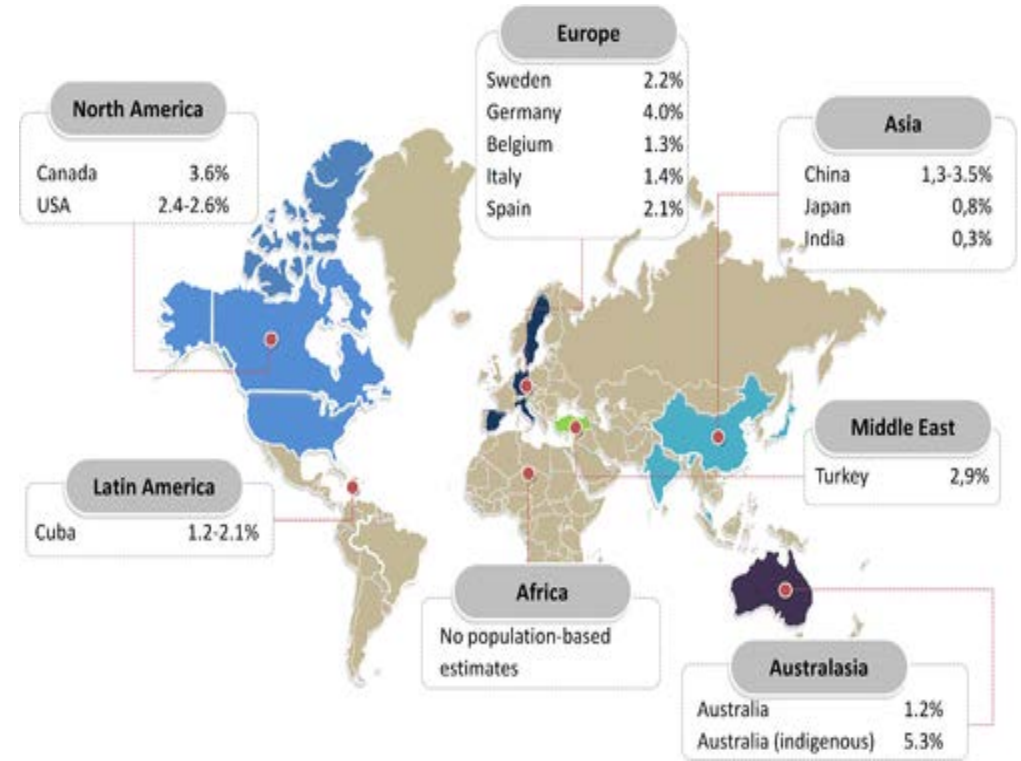 Europe
Sweden 2.2%
Germany 4.0%
Belgium 1.3%
Italy 1.4%
Spain 2.1%
North America
Canada 3.6%
USA 2.4-2.6%
Asia
China 1,3-3.5%
Japan 0,8%
India 0,3%
Middle East
Turkey 2,9%
Latin America
Cuba 1.2-2.1%
Africa
No population-based
estimates
Australasia
Australia 1.2%
Australia (indigenous) 5.3%